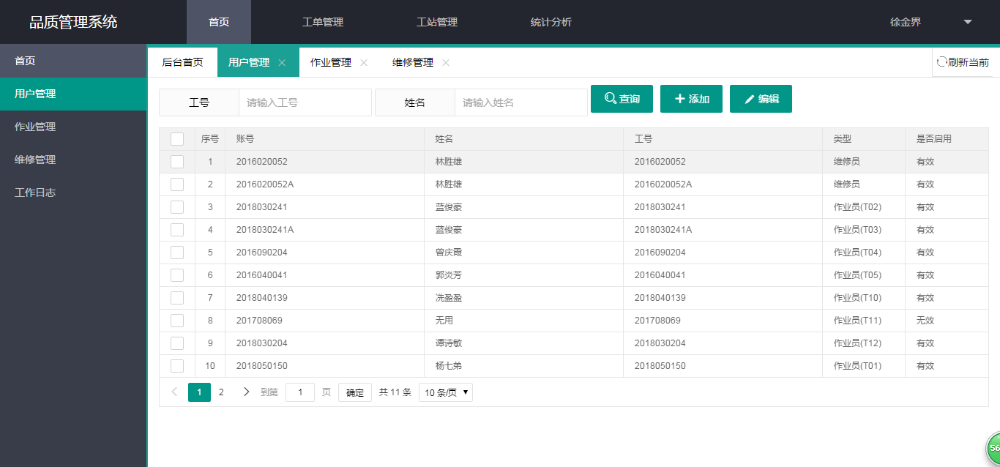 品质管理系统 首页 工单管理 工站管理 统计分析 徐金界
首页
用户管理
作业管理
维修管理
工作日志
后台首页 用户管理 作业管理 维修管理 刷新当前
工号 请输入工号 姓名 请输入姓名 查询 添加 编辑
序号 账号 姓名 工号 类型 是否启用
1 2016020052 林胜雄 2016020052 维修员 有效
2 2016020052A 林胜雄 2016020052A 维修员 有效
3 2018030241 蓝俊豪 2018030241 作业员(T02) 有效
4 2018030241A 蓝俊豪 2018030241A 作业员(T03) 有效
5 2016090204 曾庆霞 2016090204 作业员(T04) 有效
6 2016040041 郭炎芳 2016040041 作业员(T05) 有效
7 2018040139 冼盈盈 2018040139 作业员(T10) 有效
8 201708069 无用 201708069 作业员(T11) 无效
9 2018030204 谭诗敏 2018030204 作业员(T12) 有效
10 2018050150 杨七弟 2018050150 作业员(T01) 有效
1 2 到第 1 页 确定 共 11 条 10 条/页
56